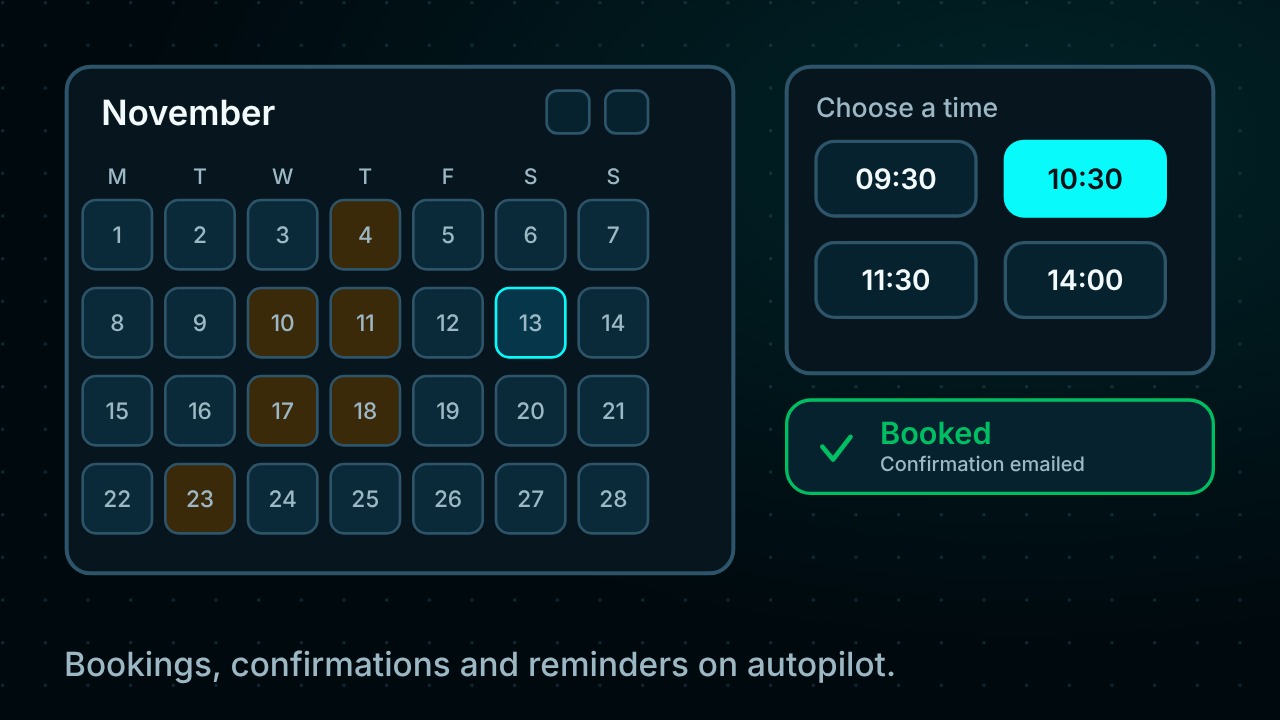 November
M T W T F S S
1 2 3 4 5 6 7
8 9 10 11 12 13 14
15 16 17 18 19 20 21
22 23 24 25 26 27 28
Choose a time
09:30 10:30
11:30 14:00
Booked
Confirmation emailed
Bookings, confirmations and reminders on autopilot.